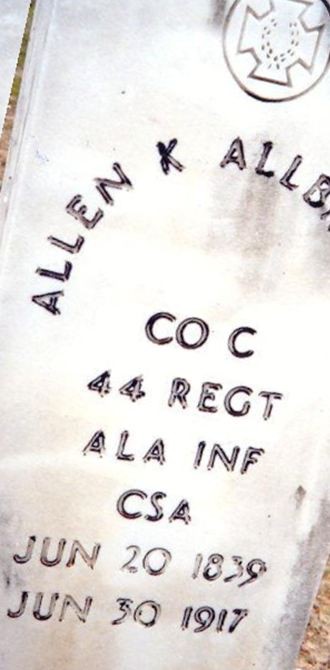 ALLEN K
CO C
44 REGT
ALA INF
CSA
JUN 20 1839
JUN 30 1917